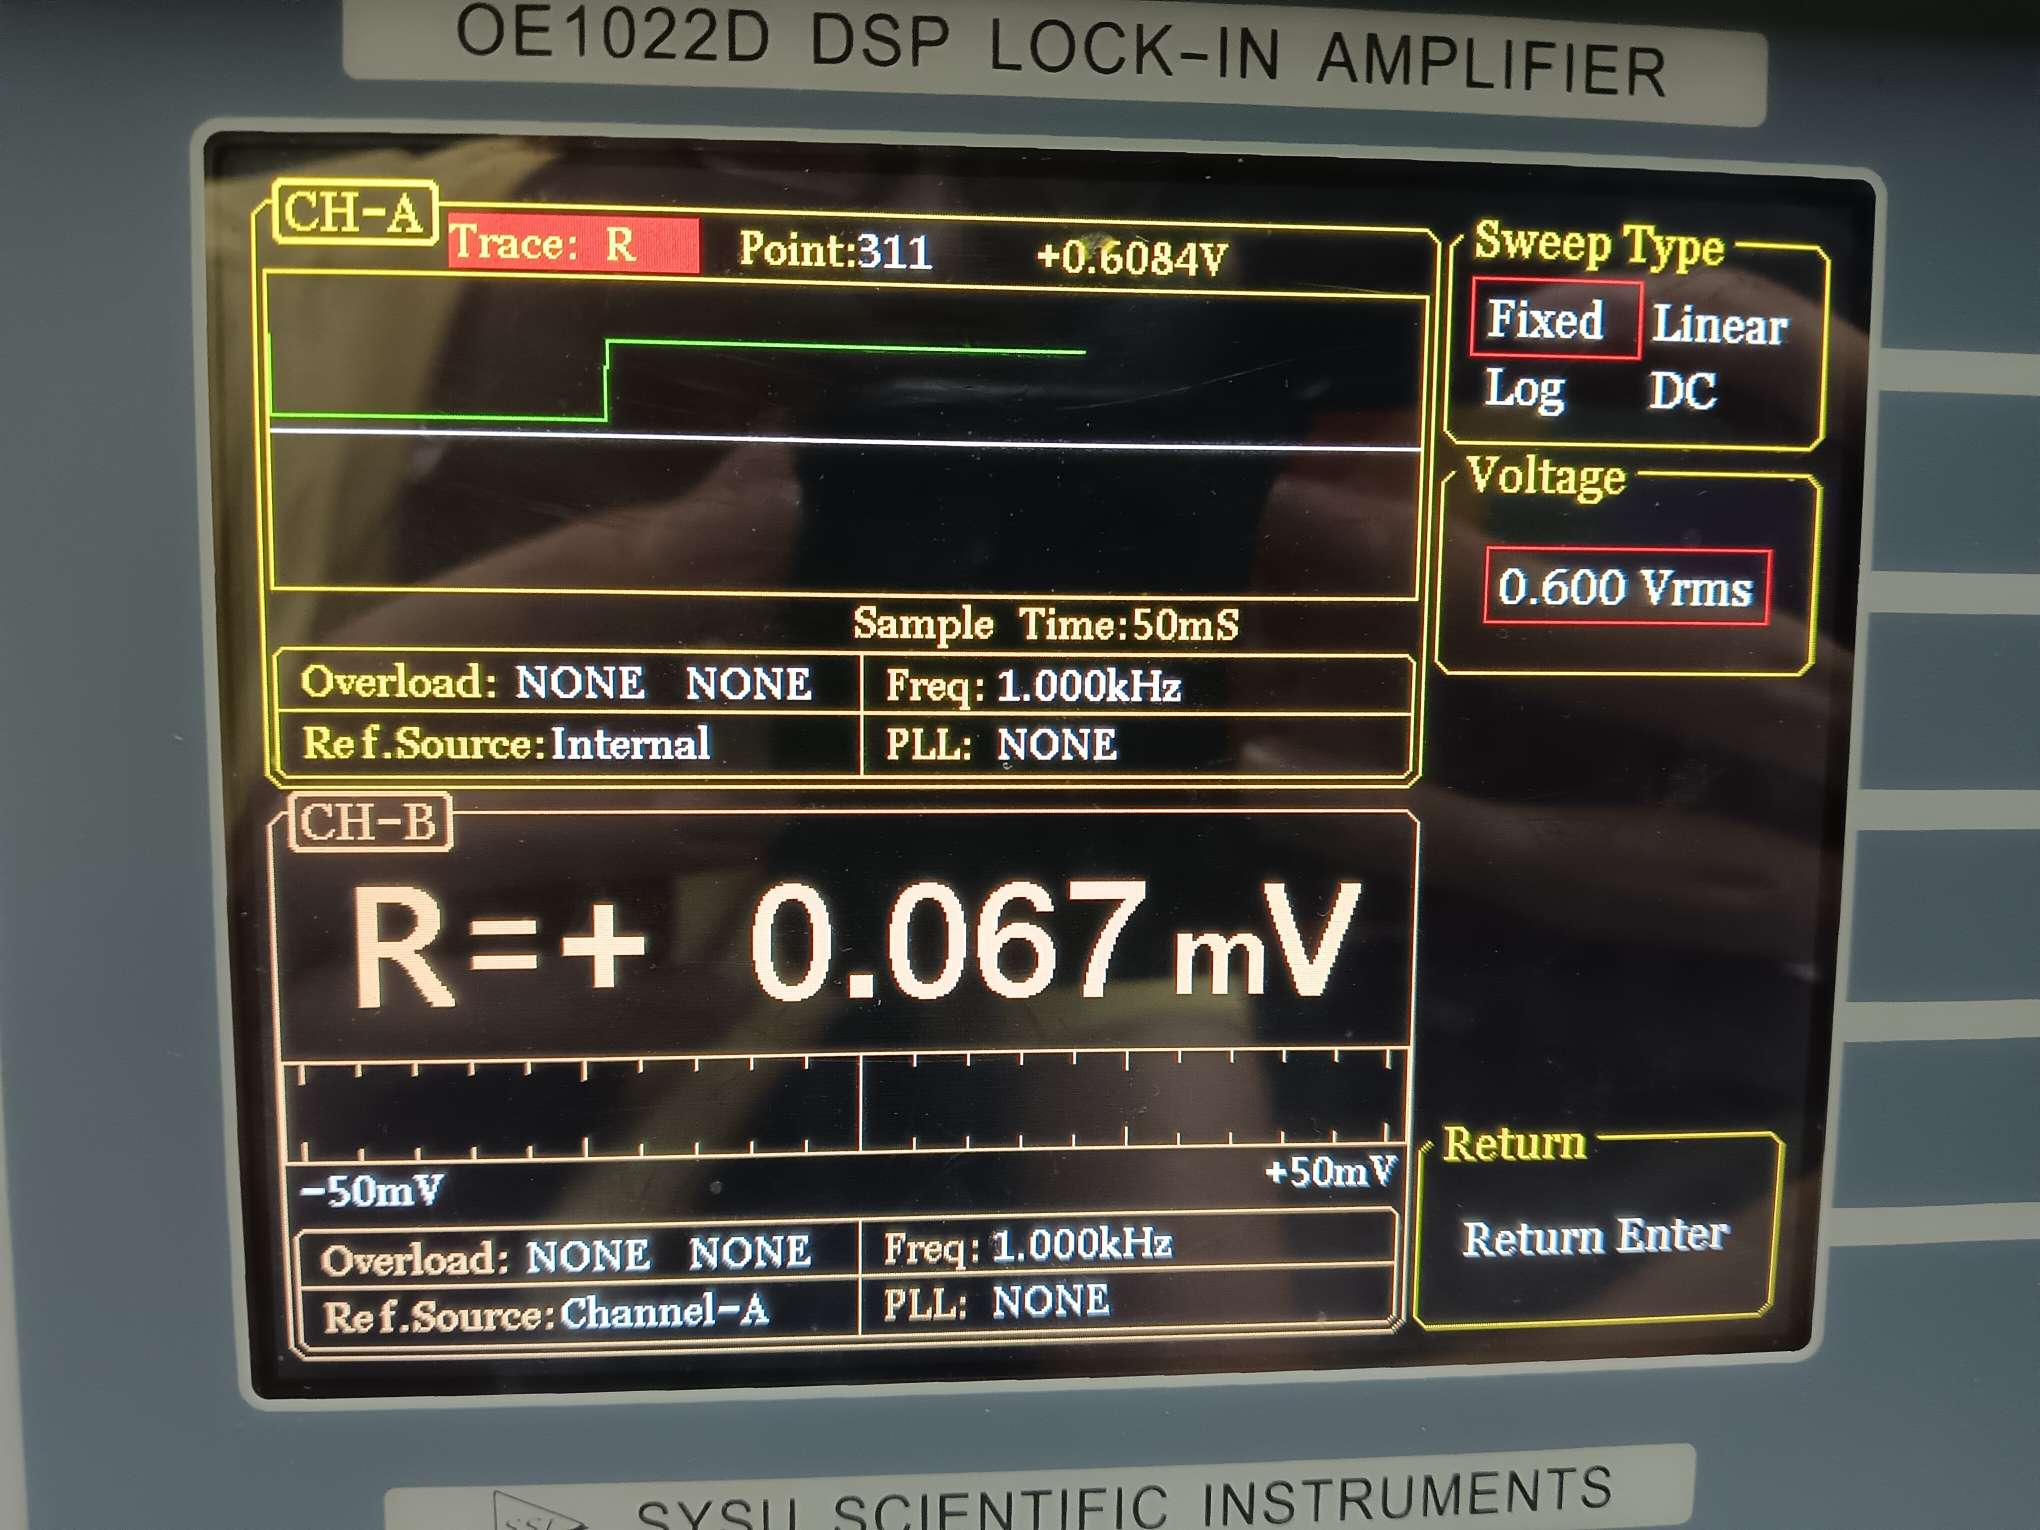 OE1022D DSP LOCK-IN AMPLIFIER
CH-A
Trace: R Point:311 +0.6084V
Sample Time:50mS
Overload: NONE NONE Freq: 1.000kHz
Ref.Source:Internal PLL: NONE
CH-B
R=+ 0.067 mV
-50mV +50mV
Overload: NONE NONE Freq: 1.000kHz
Ref.Source:Channel-A PLL: NONE
Sweep Type
Fixed Linear
Log DC
Voltage
0.600 Vrms
Return
Return Enter
SSI SYSU SCIENTIFIC INSTRUMENTS